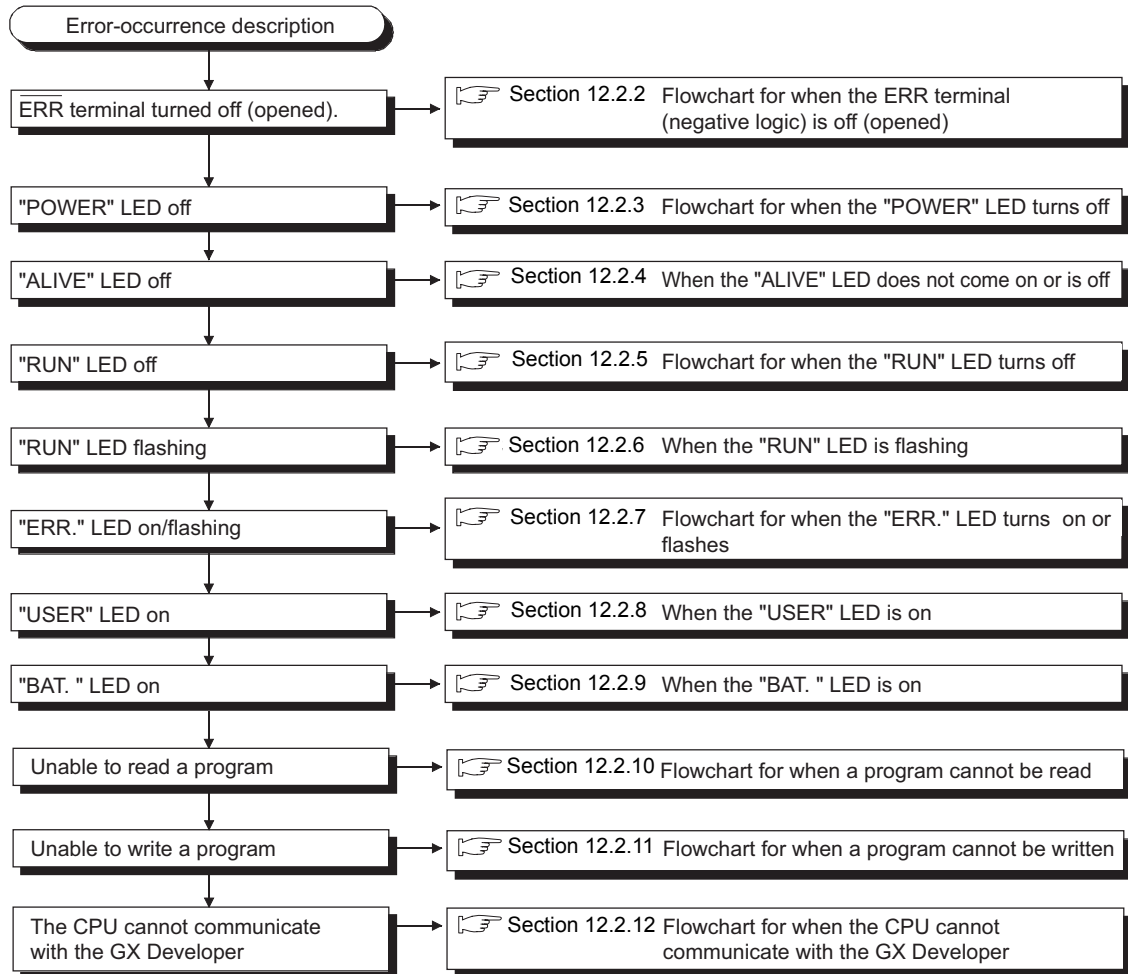 Error-occurrence description
ERR terminal turned off (opened).
Section 12.2.2 Flowchart for when the ERR terminal
(negative logic) is off (opened)
"POWER" LED off
Section 12.2.3 Flowchart for when the "POWER" LED turns off
"ALIVE" LED off
Section 12.2.4 When the "ALIVE" LED does not come on or is off
"RUN" LED off
Section 12.2.5 Flowchart for when the "RUN" LED turns off
"RUN" LED flashing
Section 12.2.6 When the "RUN" LED is flashing
"ERR." LED on/flashing
Section 12.2.7 Flowchart for when the "ERR." LED turns  on or
flashes
"USER" LED on
Section 12.2.8 When the "USER" LED is on
"BAT. " LED on
Section 12.2.9 When the "BAT. " LED is on
Unable to read a program
Section 12.2.10 Flowchart for when a program cannot be read
Unable to write a program
Section 12.2.11 Flowchart for when a program cannot be written
The CPU cannot communicate
with the GX Developer
Section 12.2.12 Flowchart for when the CPU cannot
communicate with the GX Developer